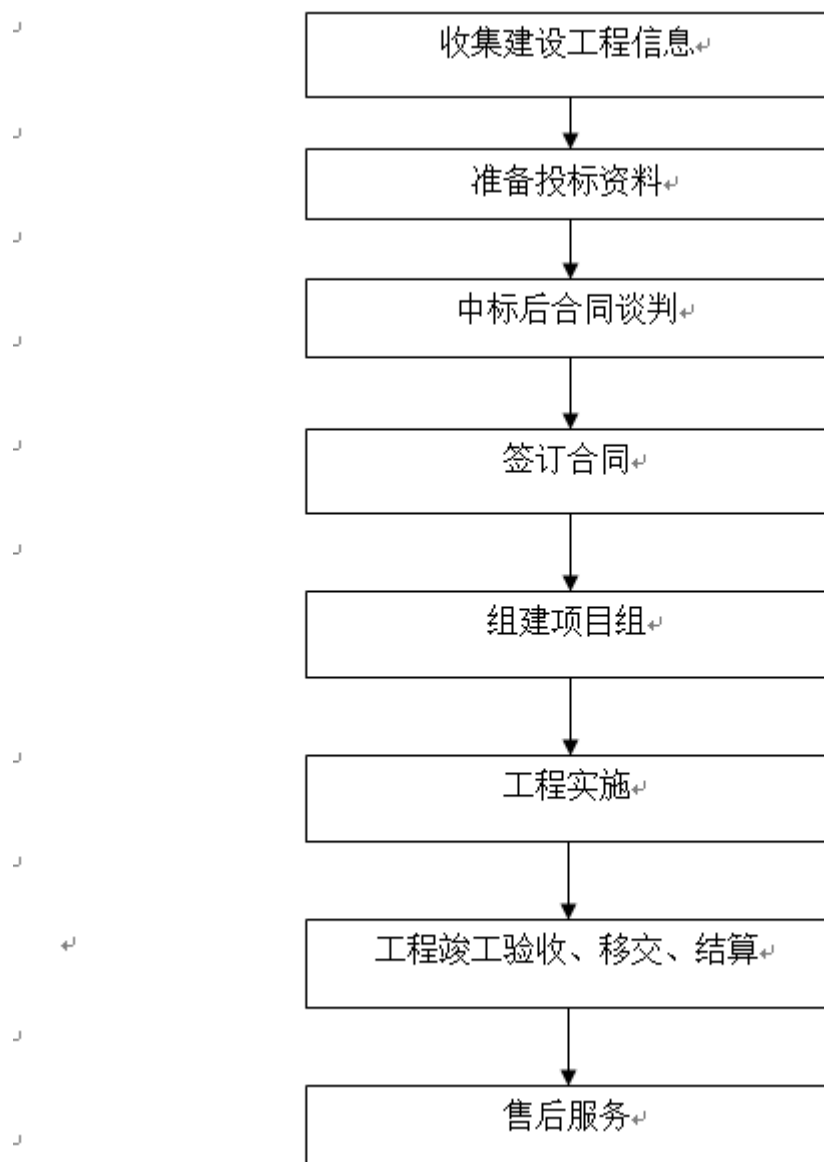 收集建设工程信息
准备投标资料
中标后合同谈判
签订合同
组建项目组
工程实施
工程竣工验收、移交、结算
售后服务